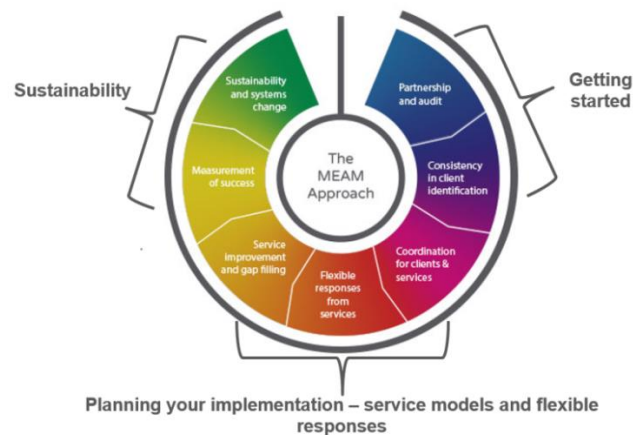 Sustainability
Getting
started
The
MEAM
Approach
Partnership
and audit
Consistency
in client
identification
Coordination
for clients &
services
Flexible
responses
from
services
Service
improvement
and gap filling
Measurement
of success
Sustainability
and systems
change
Planning your implementation – service models and flexible
responses